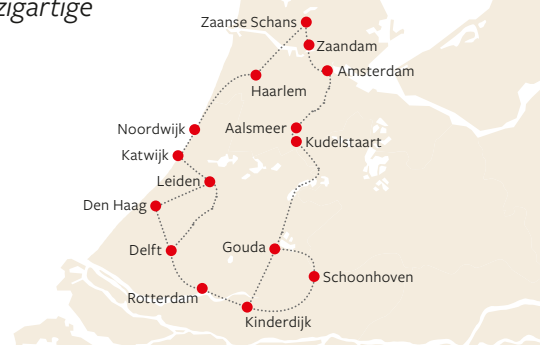 zigartige
Zaanse Schans
Zaandam
Amsterdam
Haarlem
Noordwijk
Aalsmeer
Kudelstaart
Katwijk
Leiden
Den Haag
Delft
Gouda
Schoonhoven
Rotterdam
Kinderdijk